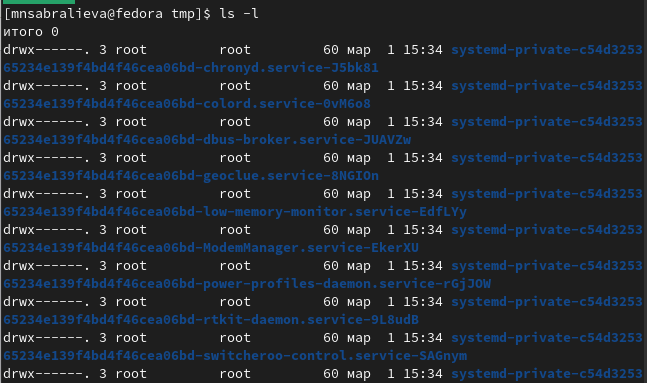 [mnsabralieva@fedora tmp]$ ls -l
итого 0
drwx------. 3 root         root         60 мар  1 15:34 systemd-private-c54d3253
65234e139f4bd4f46cea06bd-chronyd.service-J5bk81
drwx------. 3 root         root         60 мар  1 15:34 systemd-private-c54d3253
65234e139f4bd4f46cea06bd-colord.service-0vM6o8
drwx------. 3 root         root         60 мар  1 15:34 systemd-private-c54d3253
65234e139f4bd4f46cea06bd-dbus-broker.service-JUAVZw
drwx------. 3 root         root         60 мар  1 15:34 systemd-private-c54d3253
65234e139f4bd4f46cea06bd-geoclue.service-8NGIOn
drwx------. 3 root         root         60 мар  1 15:34 systemd-private-c54d3253
65234e139f4bd4f46cea06bd-low-memory-monitor.service-EdfLYy
drwx------. 3 root         root         60 мар  1 15:34 systemd-private-c54d3253
65234e139f4bd4f46cea06bd-ModemManager.service-EkerXU
drwx------. 3 root         root         60 мар  1 15:34 systemd-private-c54d3253
65234e139f4bd4f46cea06bd-power-profiles-daemon.service-rGjJOW
drwx------. 3 root         root         60 мар  1 15:34 systemd-private-c54d3253
65234e139f4bd4f46cea06bd-rtkit-daemon.service-9L8udB
drwx------. 3 root         root         60 мар  1 15:34 systemd-private-c54d3253
65234e139f4bd4f46cea06bd-switcheroo-control.service-SAGnym
drwx------. 3 root         root         60 мар  1 15:34 systemd-private-c54d3253